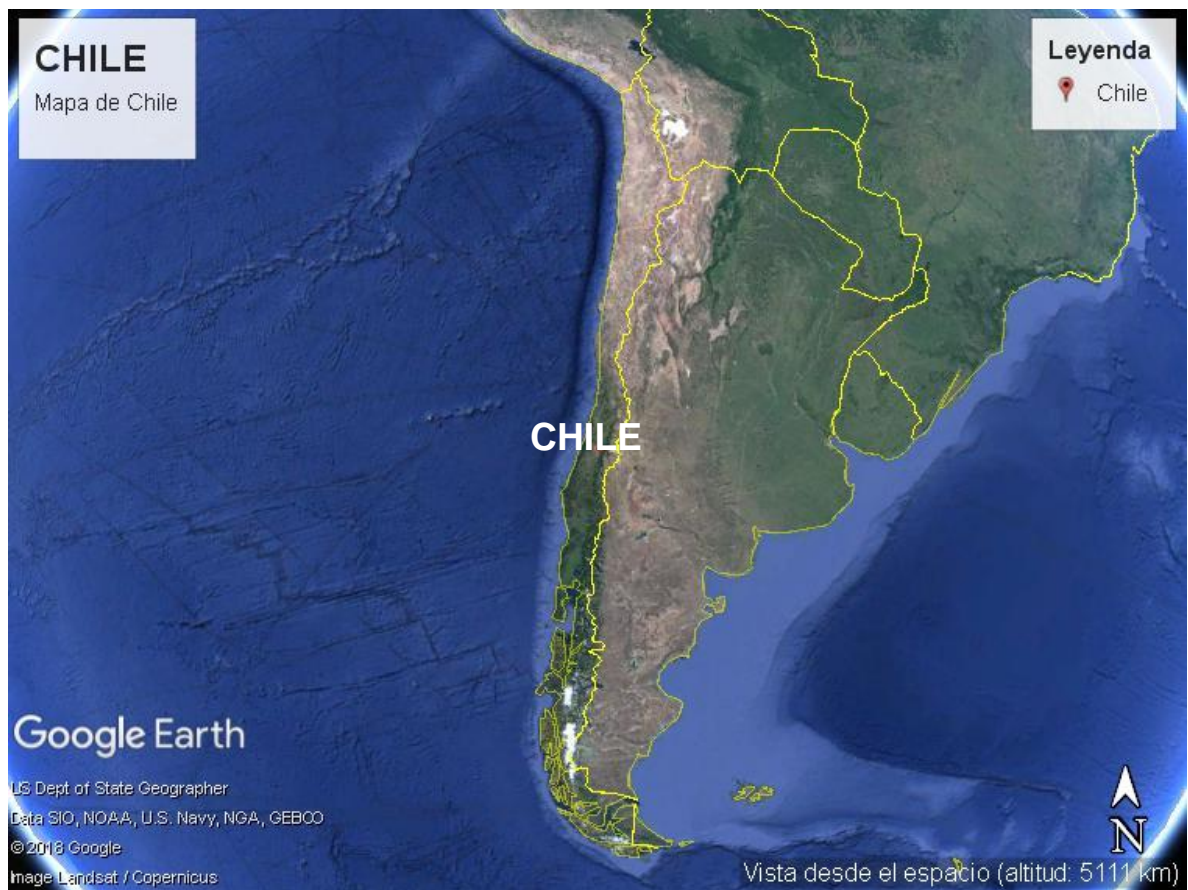 CHILE
Mapa de Chile
Leyenda
Chile
CHILE
Google Earth
US Dept of State Geographer
Data SIO, NOAA, U.S. Navy, NGA, GEBCO
© 2018 Google
Image Landsat / Copernicus
N
Vista desde el espacio (altitud: 5111 km)